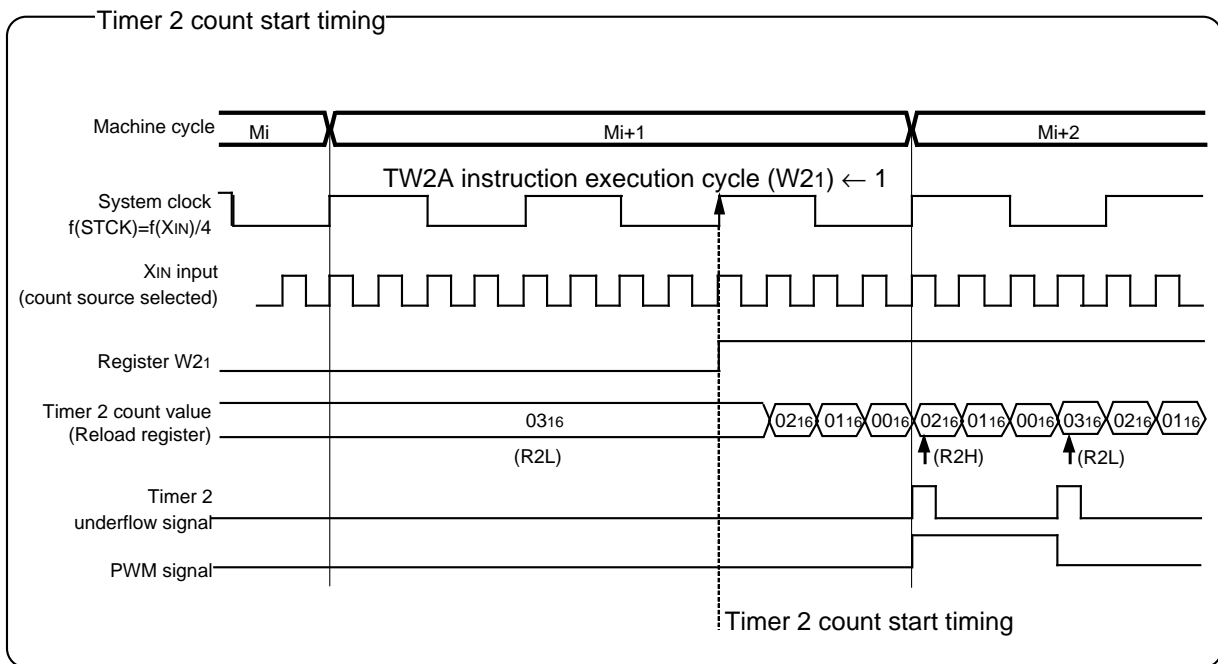 Timer 2 count start timing
Machine cycle
Mi
Mi+1
Mi+2
TW2A instruction execution cycle (W21) ← 1
System clock
f(STCK)=f(XIN)/4
XIN input
(count source selected)
Register W21
Timer 2 count value
(Reload register)
0316 0216 0116 0016 0216 0116 0016 0316 0216 0116
(R2L) (R2H) (R2L)
Timer 2
underflow signal
PWM signal
Timer 2 count start timing